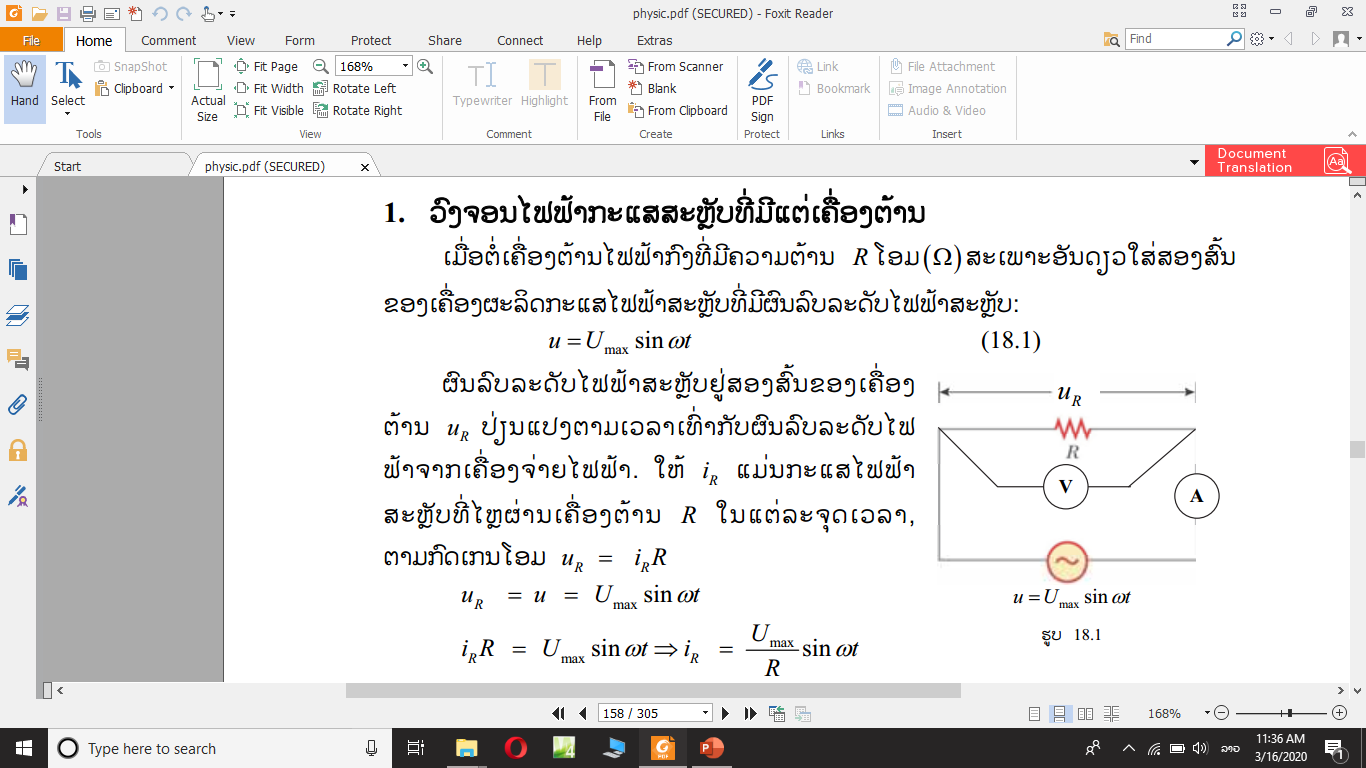 physic.pdf (SECURED) - Foxit Reader
File Home Comment View Form Protect Share Connect Help Extras Find
Hand
Select
SnapShot
Clipboard
Tools
Actual Size
Fit Page
Fit Width
Fit Visible
168%
Rotate Left
Rotate Right
View
Typewriter
Highlight
Comment
From File
From Scanner
Blank
From Clipboard
Create
PDF Sign
Protect
Link
Bookmark
Links
File Attachment
Image Annotation
Audio & Video
Insert
Start
physic.pdf (SECURED)
Document Translation
1. ວົງຈອນໄຟຟ້າກະແສສະຫຼັບທີ່ມີແຕ່ເຄື່ອງຕ້ານ
ເມື່ອຕໍ່ເຄື່ອງຕ້ານໄຟຟ້າກົງທີ່ມີຄວາມຕ້ານ R ໂອມ(Ω) ສະເພາະອັນດຽວໃສ່ສອງສົ້ນ
ຂອງເຄື່ອງຜະລິດກະແສໄຟຟ້າສະຫຼັບທີ່ມີຜົນລົບລະດັບໄຟຟ້າສະຫຼັບ:
u = U_max sin ωt (18.1)
ຜົນລົບລະດັບໄຟຟ້າສະຫຼັບຢູ່ສອງສົ້ນຂອງເຄື່ອງ
ຕ້ານ u_R ປ່ຽນແປງຕາມເວລາເທົ່າກັບຜົນລົບລະດັບໄຟ
ຟ້າຈາກເຄື່ອງຈ່າຍໄຟຟ້າ. ໃຫ້ i_R ແມ່ນກະແສໄຟຟ້າ
ສະຫຼັບທີ່ໄຫຼຜ່ານເຄື່ອງຕ້ານ R ໃນແຕ່ລະຈຸດເວລາ,
ຕາມກົດເກນໂອມ u_R = i_R R
u_R = u = U_max sin ωt
i_R R = U_max sin ωt ⇒ i_R = U_max/R sin ωt
u_R
R
V
A
u = U_max sin ωt
ຮູບ 18.1
158 / 305
168%
Type here to search
ລາວ
11:36 AM
3/16/2020
1